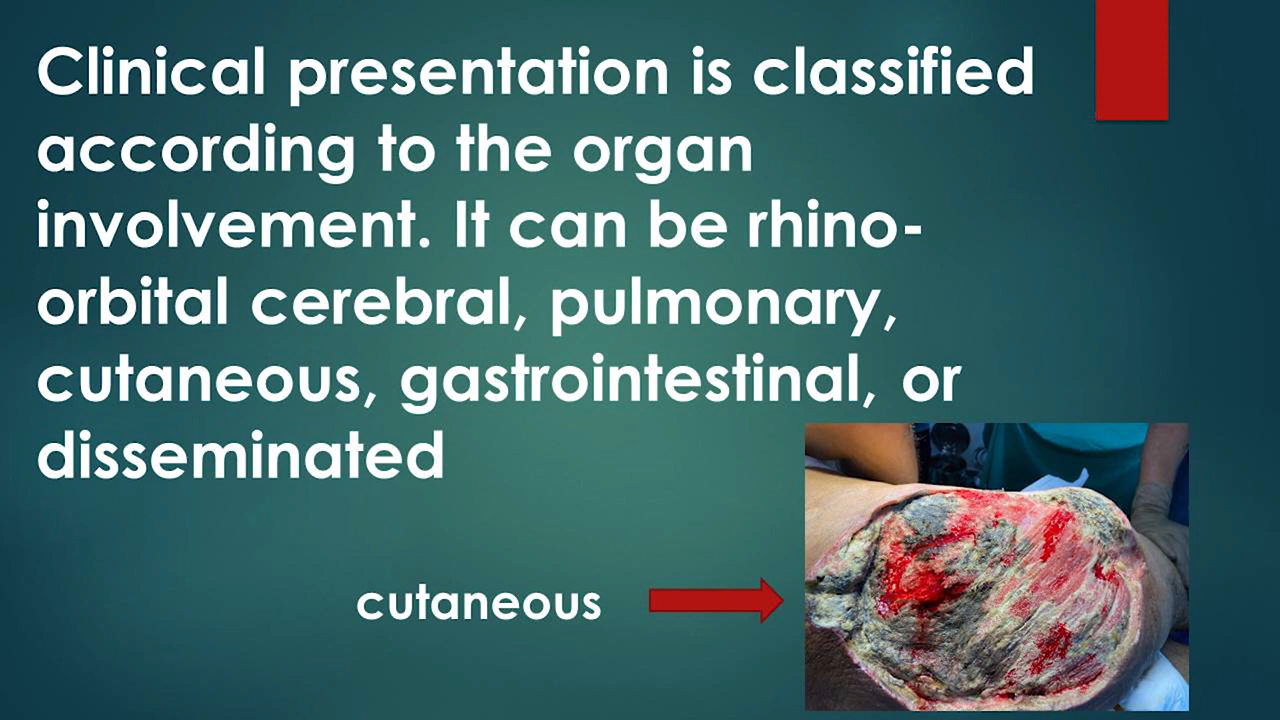 Clinical presentation is classified
according to the organ
involvement. It can be rhino-
orbital cerebral, pulmonary,
cutaneous, gastrointestinal, or
disseminated
cutaneous